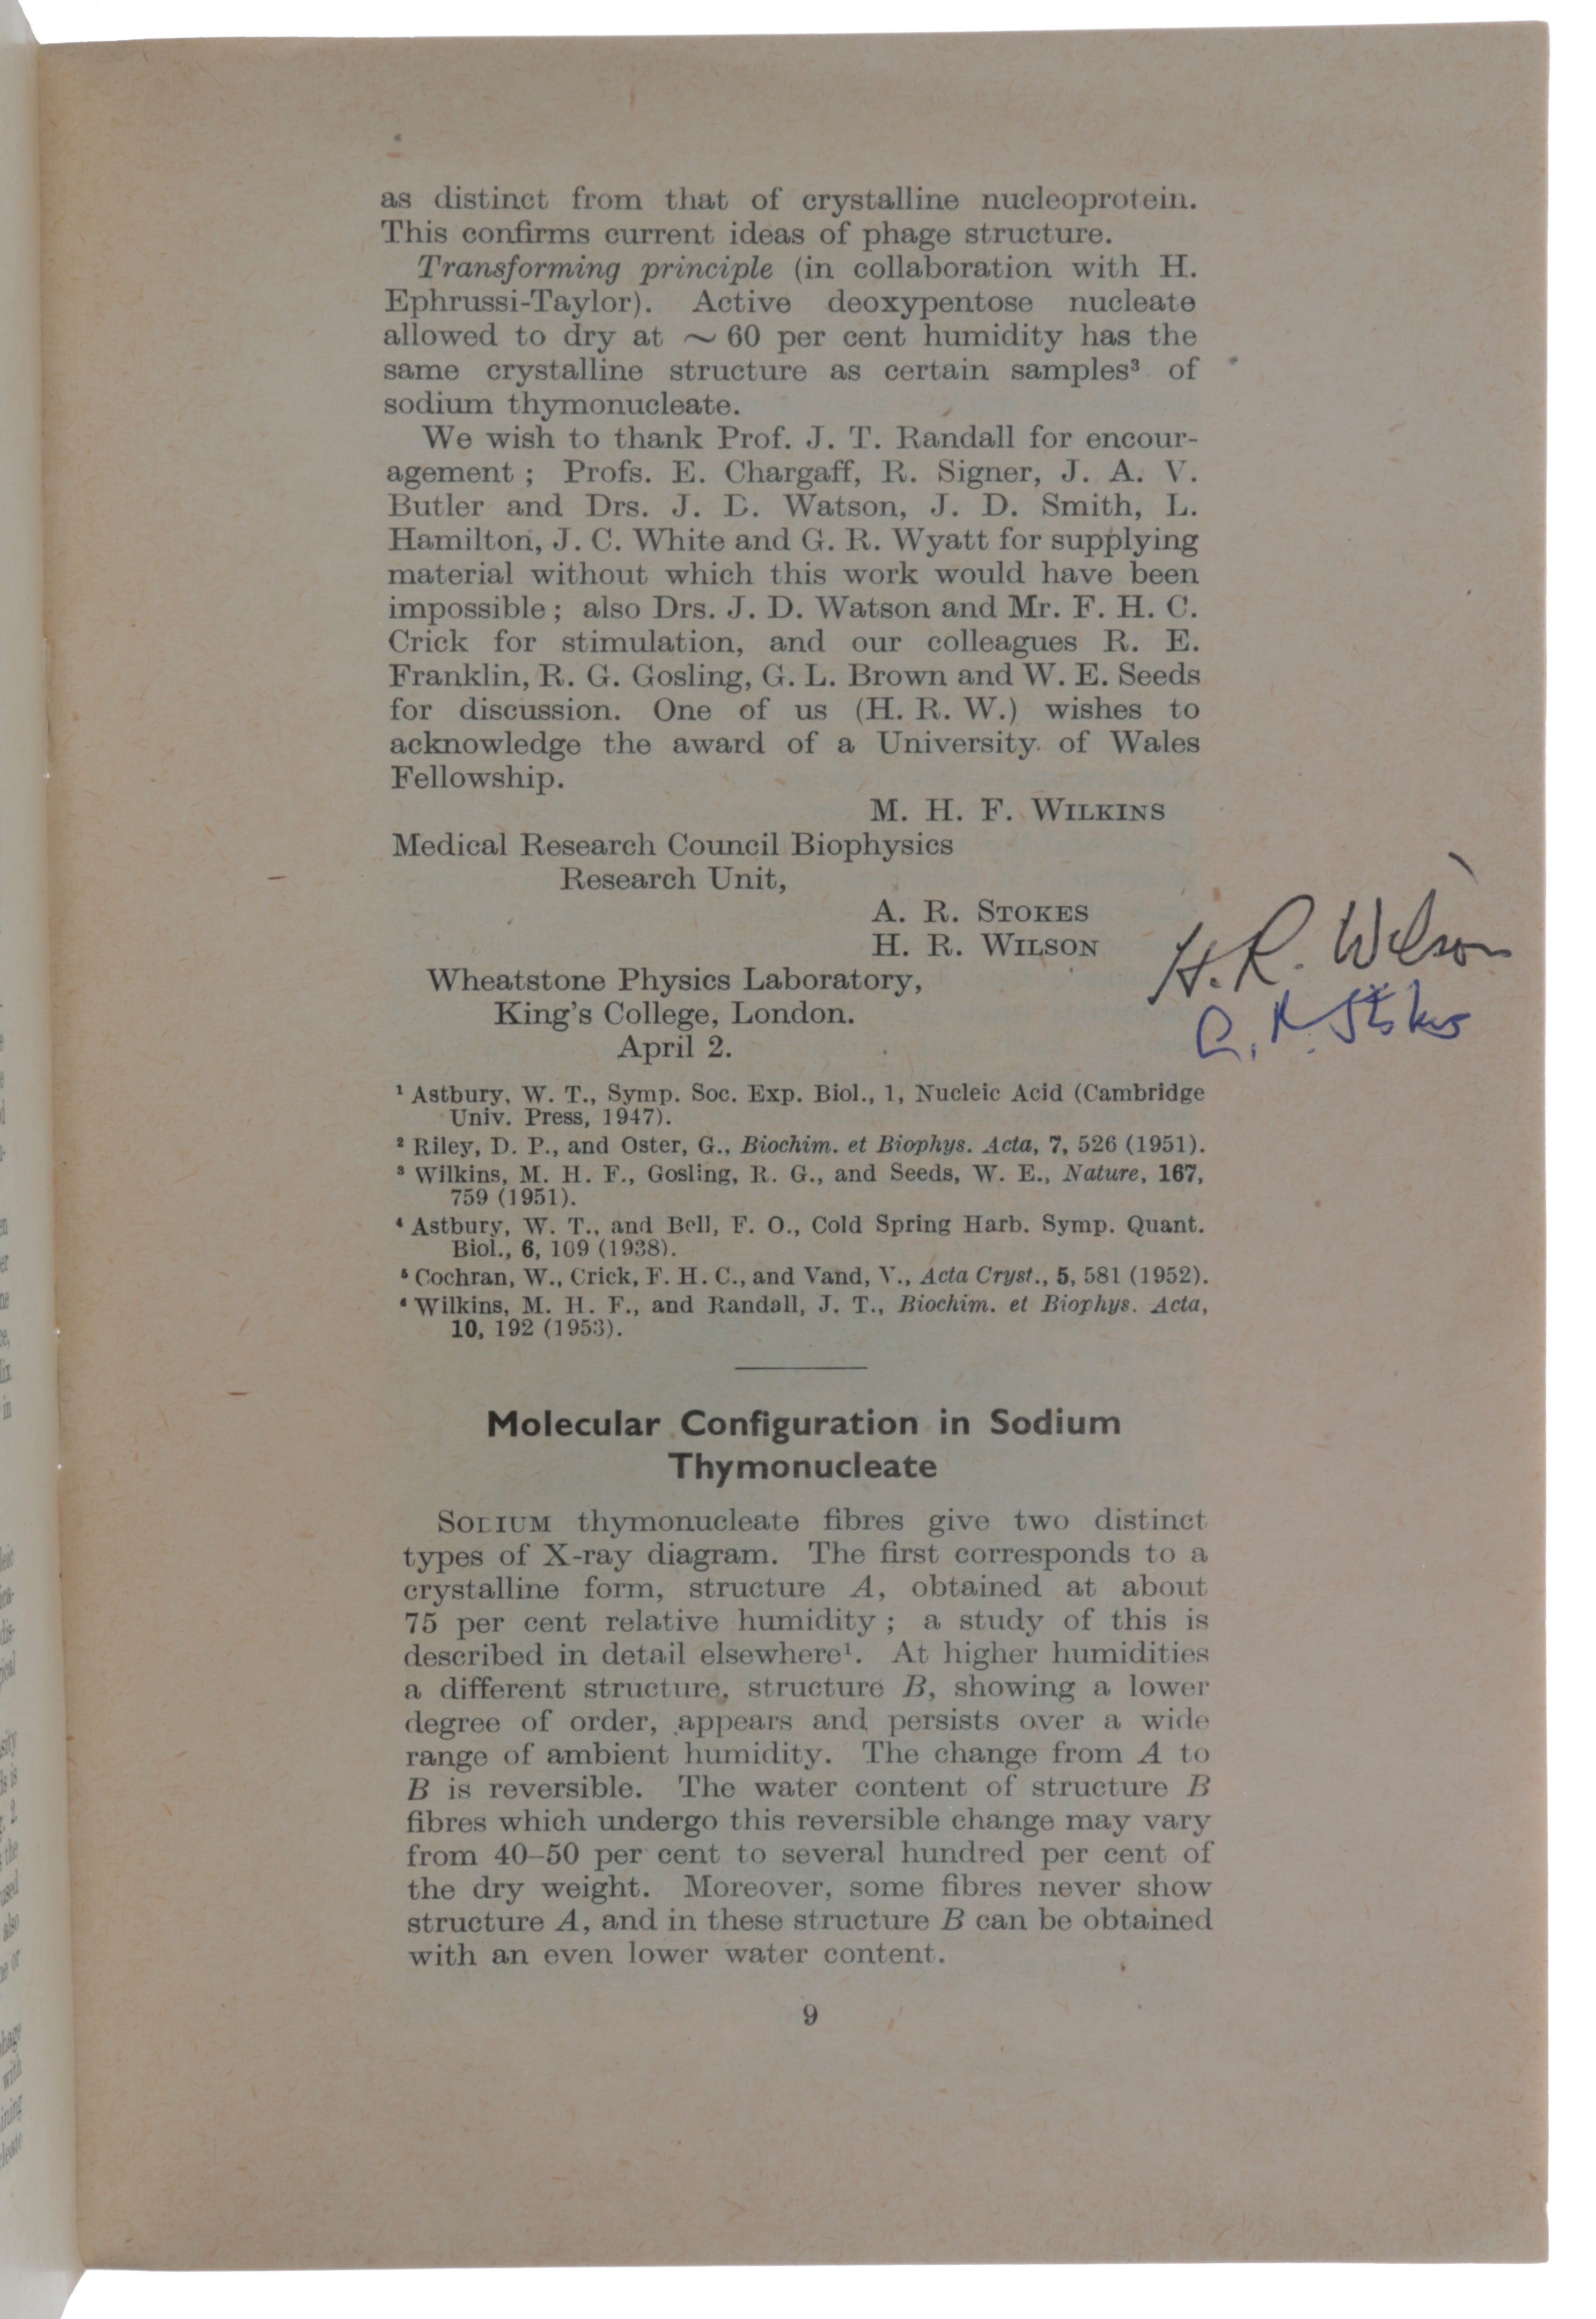 as distinct from that of crystalline nucleoprotein.
This confirms current ideas of phage structure.
Transforming principle (in collaboration with H.
Ephrussi-Taylor). Active deoxypentose nucleate
allowed to dry at ~ 60 per cent humidity has the
same crystalline structure as certain samples³ of
sodium thymonucleate.
We wish to thank Prof. J. T. Randall for encour-
agement ; Profs. E. Chargaff, R. Signer, J. A. V.
Butler and Drs. J. D. Watson, J. D. Smith, L.
Hamilton, J. C. White and G. R. Wyatt for supplying
material without which this work would have been
impossible ; also Drs. J. D. Watson and Mr. F. H. C.
Crick for stimulation, and our colleagues R. E.
Franklin, R. G. Gosling, G. L. Brown and W. E. Seeds
for discussion. One of us (H. R. W.) wishes to
acknowledge the award of a University of Wales
Fellowship.
M. H. F. WILKINS
Medical Research Council Biophysics
Research Unit,
A. R. STOKES
H. R. WILSON
H. R. Wilson
Wheatstone Physics Laboratory,
King's College, London.
A. R. Stokes
April 2.
¹ Astbury, W. T., Symp. Soc. Exp. Biol., 1, Nucleic Acid (Cambridge
Univ. Press, 1947).
² Riley, D. P., and Oster, G., Biochim. et Biophys. Acta, 7, 526 (1951).
³ Wilkins, M. H. F., Gosling, R. G., and Seeds, W. E., Nature, 167,
759 (1951).
⁴ Astbury, W. T., and Bell, F. O., Cold Spring Harb. Symp. Quant.
Biol., 6, 109 (1938).
⁵ Cochran, W., Crick, F. H. C., and Vand, V., Acta Cryst., 5, 581 (1952).
⁶ Wilkins, M. H. F., and Randall, J. T., Biochim. et Biophys. Acta,
10, 192 (1953).
Molecular Configuration in Sodium
Thymonucleate
SODIUM thymonucleate fibres give two distinct
types of X-ray diagram. The first corresponds to a
crystalline form, structure A, obtained at about
75 per cent relative humidity ; a study of this is
described in detail elsewhere¹. At higher humidities
a different structure, structure B, showing a lower
degree of order, appears and persists over a wide
range of ambient humidity. The change from A to
B is reversible. The water content of structure B
fibres which undergo this reversible change may vary
from 40–50 per cent to several hundred per cent of
the dry weight. Moreover, some fibres never show
structure A, and in these structure B can be obtained
with an even lower water content.
9